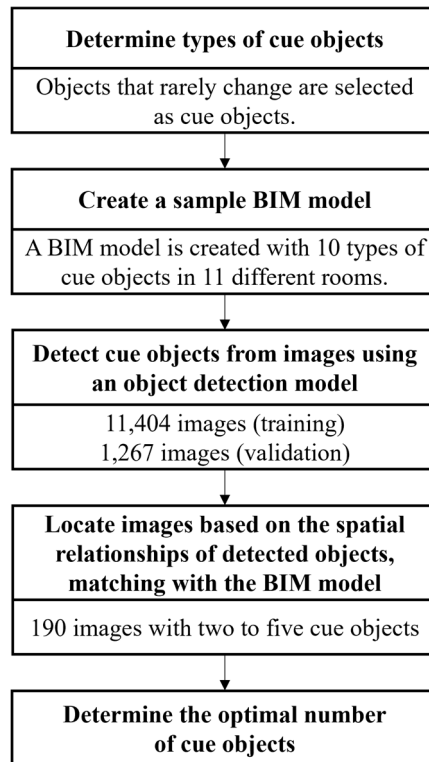 Determine types of cue objects
Objects that rarely change are selected
as cue objects.
Create a sample BIM model
A BIM model is created with 10 types of
cue objects in 11 different rooms.
Detect cue objects from images using
an object detection model
11,404 images (training)
1,267 images (validation)
Locate images based on the spatial
relationships of detected objects,
matching with the BIM model
190 images with two to five cue objects
Determine the optimal number
of cue objects